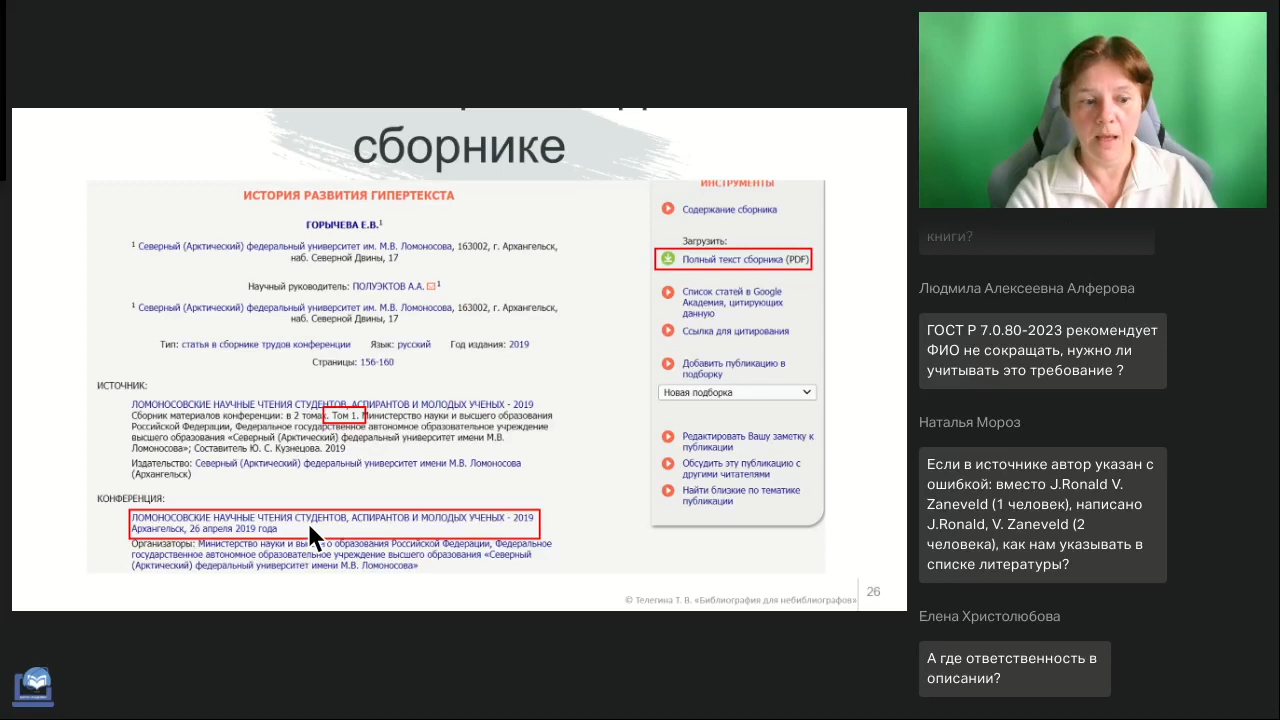 сборнике
ИСТОРИЯ РАЗВИТИЯ ГИПЕРТЕКСТА
ГОРЫЧЕВА Е.В.¹
¹ Северный (Арктический) федеральный университет им. М.В. Ломоносова, 163002, г. Архангельск,
наб. Северной Двины, 17
Научный руководитель: ПОЛУЭКТОВ А.А. ¹
¹ Северный (Арктический) федеральный университет им. М.В. Ломоносова, 163002, г. Архангельск,
наб. Северной Двины, 17
Тип: статья в сборнике трудов конференции Язык: русский Год издания: 2019
Страницы: 156-160
ИСТОЧНИК:
ЛОМОНОСОВСКИЕ НАУЧНЫЕ ЧТЕНИЯ СТУДЕНТОВ, АСПИРАНТОВ И МОЛОДЫХ УЧЕНЫХ - 2019
Сборник материалов конференции: в 2 томах. Том 1. Министерство науки и высшего образования
Российской Федерации, Федеральное государственное автономное образовательное учреждение
высшего образования «Северный (Арктический) федеральный университет имени М.В.
Ломоносова»; Составитель Ю. С. Кузнецова. 2019
Издательство: Северный (Арктический) федеральный университет имени М.В. Ломоносова
(Архангельск)
КОНФЕРЕНЦИЯ:
ЛОМОНОСОВСКИЕ НАУЧНЫЕ ЧТЕНИЯ СТУДЕНТОВ, АСПИРАНТОВ И МОЛОДЫХ УЧЕНЫХ - 2019
Архангельск, 26 апреля 2019 года
Организаторы: Министерство науки и высшего образования Российской Федерации, Федеральное
государственное автономное образовательное учреждение высшего образования «Северный
(Арктический) федеральный университет имени М.В. Ломоносова»
ИНСТРУМЕНТЫ
Содержание сборника
Загрузить:
Полный текст сборника (PDF)
Список статей в Google
Академия, цитирующих
данную
Ссылка для цитирования
Добавить публикацию в
подборку
Новая подборка
Редактировать Вашу заметку к
публикации
Обсудить эту публикацию с
другими читателями
Найти близкие по тематике
публикации
© Телегина Т. В. «Библиография для небиблиографов»
26
книги?
Людмила Алексеевна Алферова
ГОСТ Р 7.0.80-2023 рекомендует
ФИО не сокращать, нужно ли
учитывать это требование ?
Наталья Мороз
Если в источнике автор указан с
ошибкой: вместо J.Ronald V.
Zaneveld (1 человек), написано
J.Ronald, V. Zaneveld (2
человека), как нам указывать в
списке литературы?
Елена Христолюбова
А где ответственность в
описании?